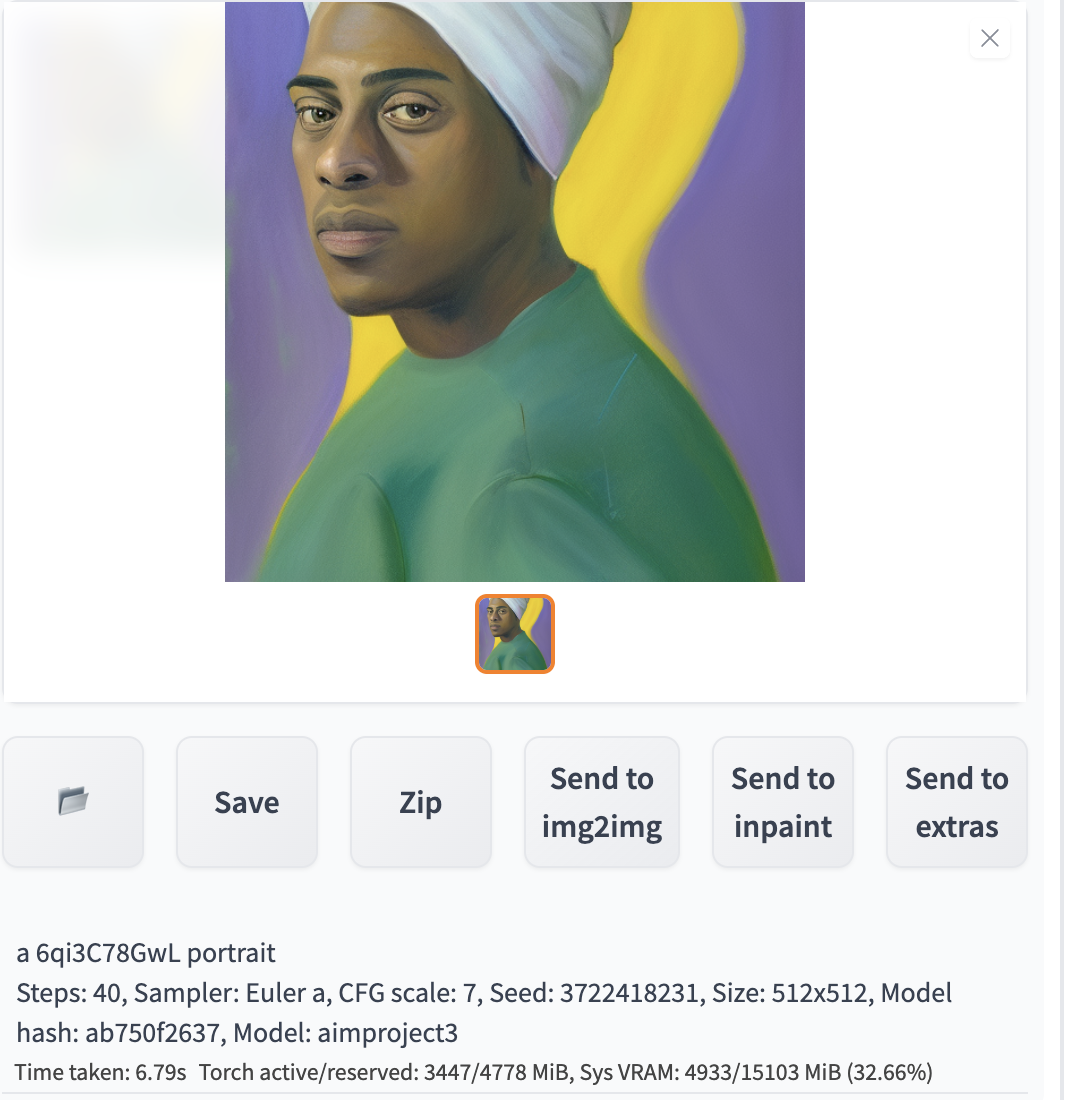 Save
Zip
Send to
img2img
Send to
inpaint
Send to
extras
a 6qi3C78GwL portrait
Steps: 40, Sampler: Euler a, CFG scale: 7, Seed: 3722418231, Size: 512x512, Model
hash: ab750f2637, Model: aimproject3
Time taken: 6.79s Torch active/reserved: 3447/4778 MiB, Sys VRAM: 4933/15103 MiB (32.66%)